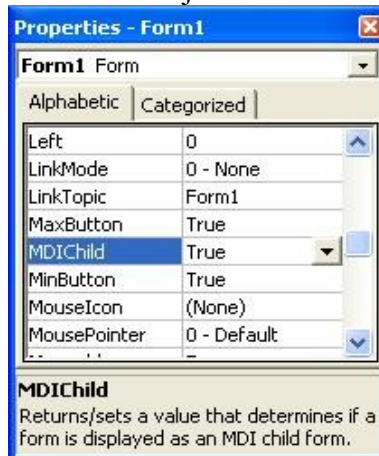 Properties - Form1
Form1 Form
Alphabetic Categorized
Left 0
LinkMode 0 - None
LinkTopic Form1
MaxButton True
MDIChild True
MinButton True
MouseIcon (None)
MousePointer 0 - Default
MDIChild
Returns/sets a value that determines if a
form is displayed as an MDI child form.